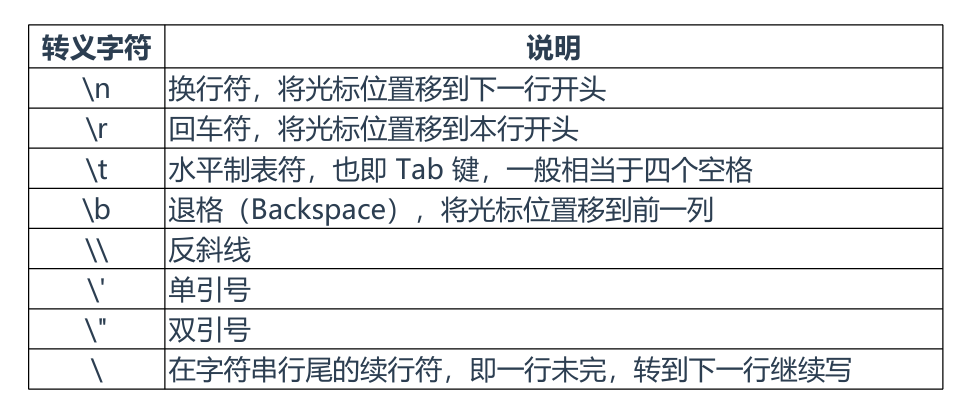 转义字符 说明
\n 换行符，将光标位置移到下一行开头
\r 回车符，将光标位置移到本行开头
\t 水平制表符，也即 Tab 键，一般相当于四个空格
\b 退格（Backspace），将光标位置移到前一列
\\ 反斜线
\' 单引号
\" 双引号
\ 在字符串行尾的续行符，即一行未完，转到下一行继续写